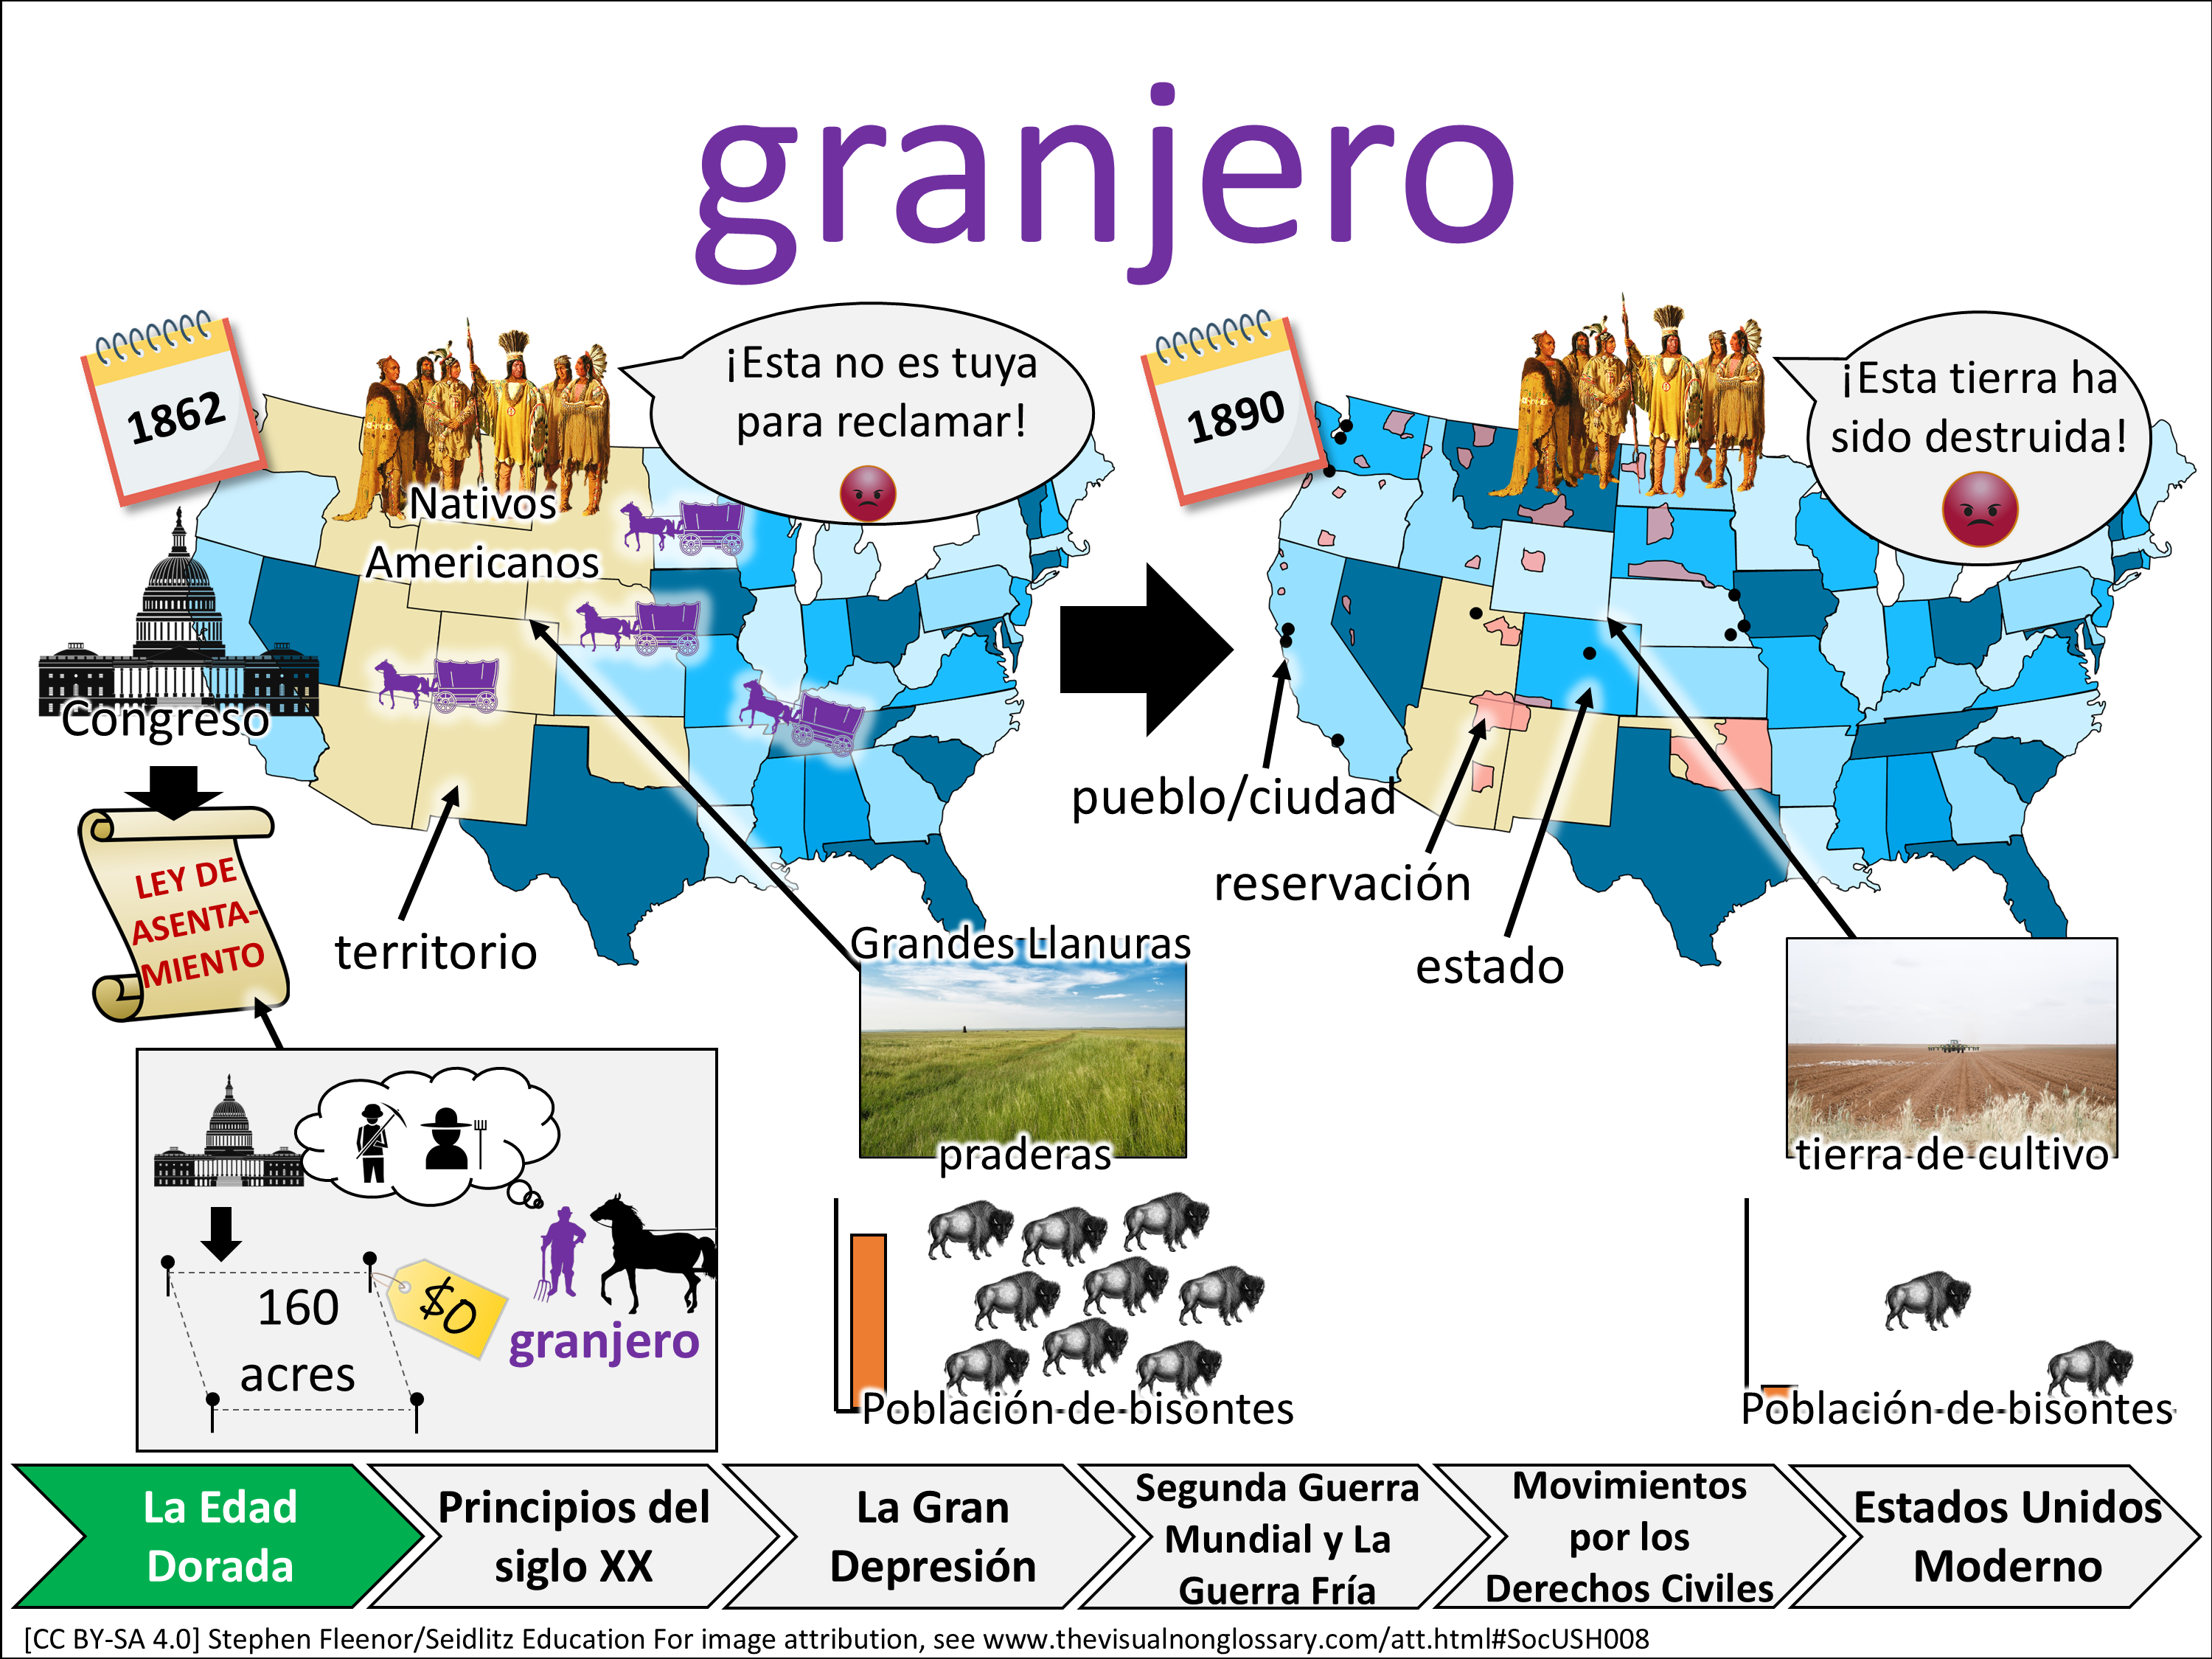 granjero
1862
¡Esta no es tuya
para reclamar!
Nativos
Americanos
Congreso
LEY DE
ASENTA-
MIENTO
territorio
Grandes Llanuras
praderas
160
acres
$0
granjero
Población de bisontes
1890
¡Esta tierra ha
sido destruida!
pueblo/ciudad
reservación
estado
tierra de cultivo
Población de bisontes
La Edad
Dorada
Principios del
siglo XX
La Gran
Depresión
Segunda Guerra
Mundial y La
Guerra Fría
Movimientos
por los
Derechos Civiles
Estados Unidos
Moderno
[CC BY-SA 4.0] Stephen Fleenor/Seidlitz Education For image attribution, see www.thevisualnonglossary.com/att.html#SocUSH008